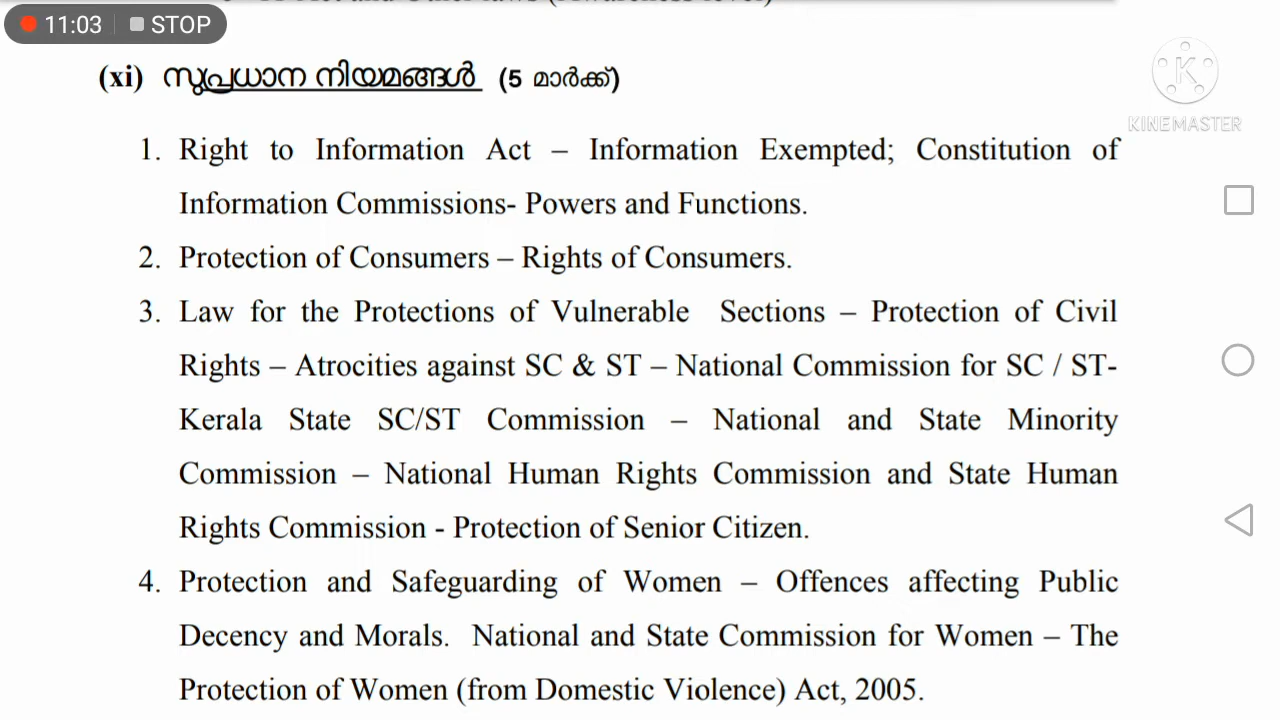 11:03 STOP
(xi) സുപ്രധാന നിയമങ്ങൾ (5 മാർക്ക്)
KINEMASTER
1. Right to Information Act – Information Exempted; Constitution of
Information Commissions- Powers and Functions.
2. Protection of Consumers – Rights of Consumers.
3. Law for the Protections of Vulnerable Sections – Protection of Civil
Rights – Atrocities against SC & ST – National Commission for SC / ST-
Kerala State SC/ST Commission – National and State Minority
Commission – National Human Rights Commission and State Human
Rights Commission - Protection of Senior Citizen.
4. Protection and Safeguarding of Women – Offences affecting Public
Decency and Morals. National and State Commission for Women – The
Protection of Women (from Domestic Violence) Act, 2005.